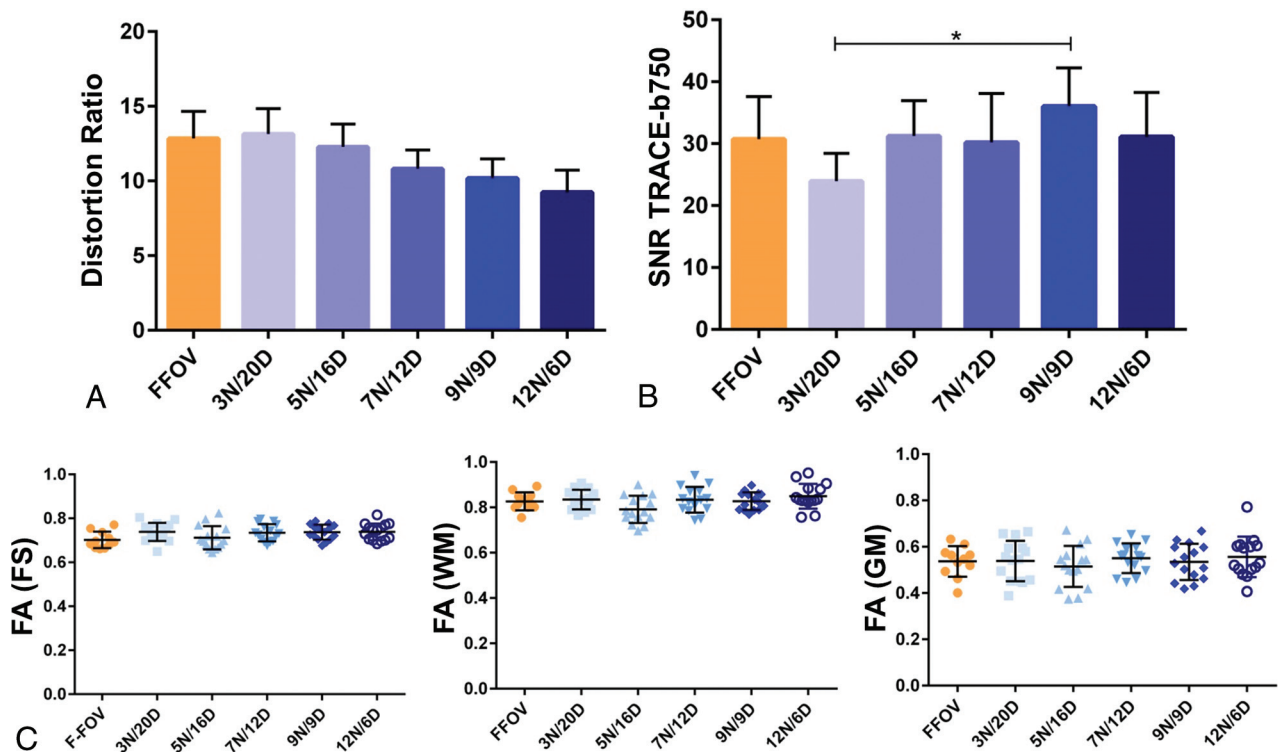 Distortion Ratio
20
15
10
5
0
FFOV
3N/20D
5N/16D
7N/12D
9N/9D
12N/6D
A
SNR TRACE-b750
50
40
30
20
10
0
*
FFOV
3N/20D
5N/16D
7N/12D
9N/9D
12N/6D
B
FA (FS)
1.0
0.8
0.6
0.4
0.2
0.0
F-FOV
3N/20D
5N/16D
7N/12D
9N/9D
12N/6D
FA (WM)
1.0
0.8
0.6
0.4
0.2
0.0
FFOV
3N/20D
5N/16D
7N/12D
9N/9D
12N/6D
FA (GM)
1.0
0.8
0.6
0.4
0.2
0.0
FFOV
3N/20D
5N/16D
7N/12D
9N/9D
12N/6D
C